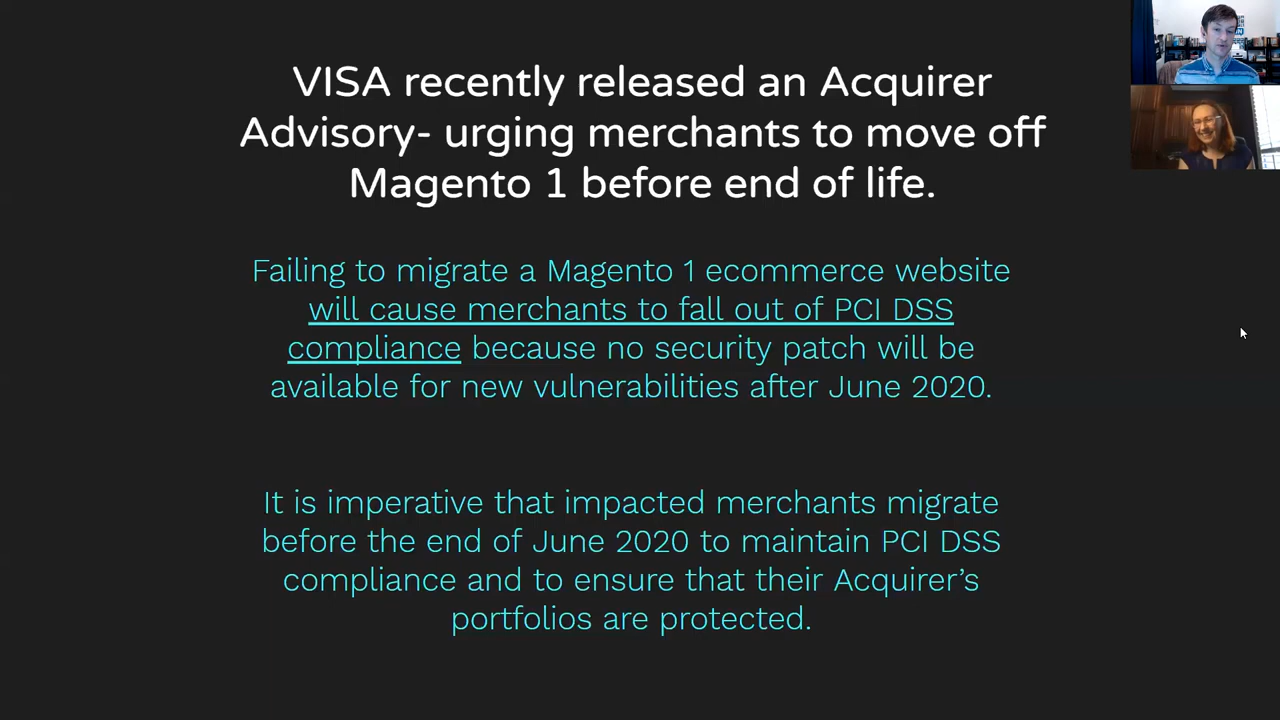 VISA recently released an Acquirer
Advisory- urging merchants to move off
Magento 1 before end of life.
Failing to migrate a Magento 1 ecommerce website
will cause merchants to fall out of PCI DSS
compliance because no security patch will be
available for new vulnerabilities after June 2020.
It is imperative that impacted merchants migrate
before the end of June 2020 to maintain PCI DSS
compliance and to ensure that their Acquirer’s
portfolios are protected.